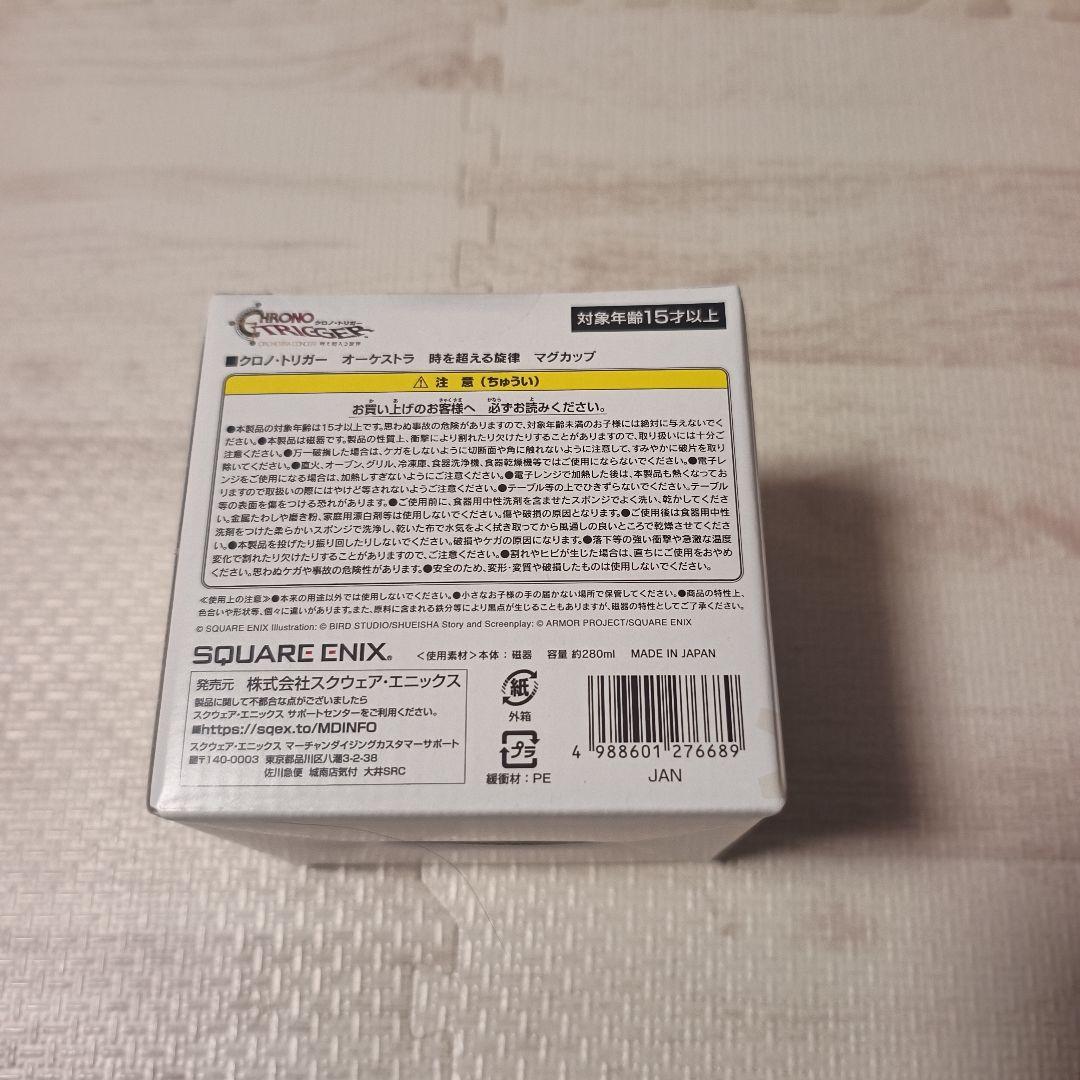 CHRONO
クロノ・トリガー
TRIGGER
ORCHESTRA CONCERT 時を超える旋律
対象年齢15才以上
■クロノ・トリガー オーケストラ 時を超える旋律 マグカップ
⚠ 注 意（ちゅうい）
お買い上げのお客様へ 必ずお読みください。
●本製品の対象年齢は15才以上です。思わぬ事故の危険がありますので、対象年齢未満のお子様には絶対に与えないでく
ださい。●本製品は磁器です。製品の性質上、衝撃により割れたり欠けたりすることがありますので、取り扱いには十分ご
注意ください。●万一破損した場合は、ケガをしないように切断面や角に触れないように注意して、すみやかに破片を取り
除いてください。●直火、オーブン、グリル、冷凍庫、食器洗浄機、食器乾燥機等ではご使用にならないでください。●電子レ
ンジをご使用になる場合は、加熱しすぎないようにご注意ください。●電子レンジで加熱した後は、本製品も熱くなってお
りますので取扱いの際にはやけど等されないようご注意ください。●テーブル等の上でひきずらないでください。テーブル
等の表面を傷をつける恐れがあります。●ご使用前に、食器用中性洗剤を含ませたスポンジでよく洗い、乾かしてくださ
い。金属たわしや磨き粉、家庭用漂白剤等は使用しないでください。傷や破損の原因となります。●ご使用後は食器用中性
洗剤をつけた柔らかいスポンジで洗浄し、乾いた布で水気をよく拭き取ってから風通しの良いところで乾燥させてくださ
い。●本製品を投げたり振り回したりしないでください。破損やケガの原因になります。●落下等の強い衝撃や急激な温度
変化で割れたり欠けたりすることがありますので、ご注意ください。●割れやヒビが生じた場合は、直ちにご使用をおやめ
ください。思わぬケガや事故の危険性があります。●安全のため、変形・変質や破損したものは使用しないでください。
≪使用上の注意≫●本来の用途以外では使用しないでください。●小さなお子様の手の届かない場所で保管してください。●商品の特性上、
色合いや形状等、個々に違いがあります。また、原料に含まれる鉄分等により黒点が生じることもありますが、磁器の特性としてご了承ください。
© SQUARE ENIX Illustration: © BIRD STUDIO/SHUEISHA Story and Screenplay: © ARMOR PROJECT/SQUARE ENIX
SQUARE ENIX® ＜使用素材＞本体：磁器 容量 約280ml MADE IN JAPAN
発売元 株式会社スクウェア・エニックス
製品に関して不都合な点がございましたら
スクウェア・エニックス サポートセンターをご利用ください。
■https://sqex.to/MDINFO
スクウェア・エニックス マーチャンダイジングカスタマーサポート
〒140-0003 東京都品川区八潮3-2-38
佐川急便 城南店気付 大井SRC
紙
外箱
プラ
緩衝材：PE
4 988601 276689
JAN